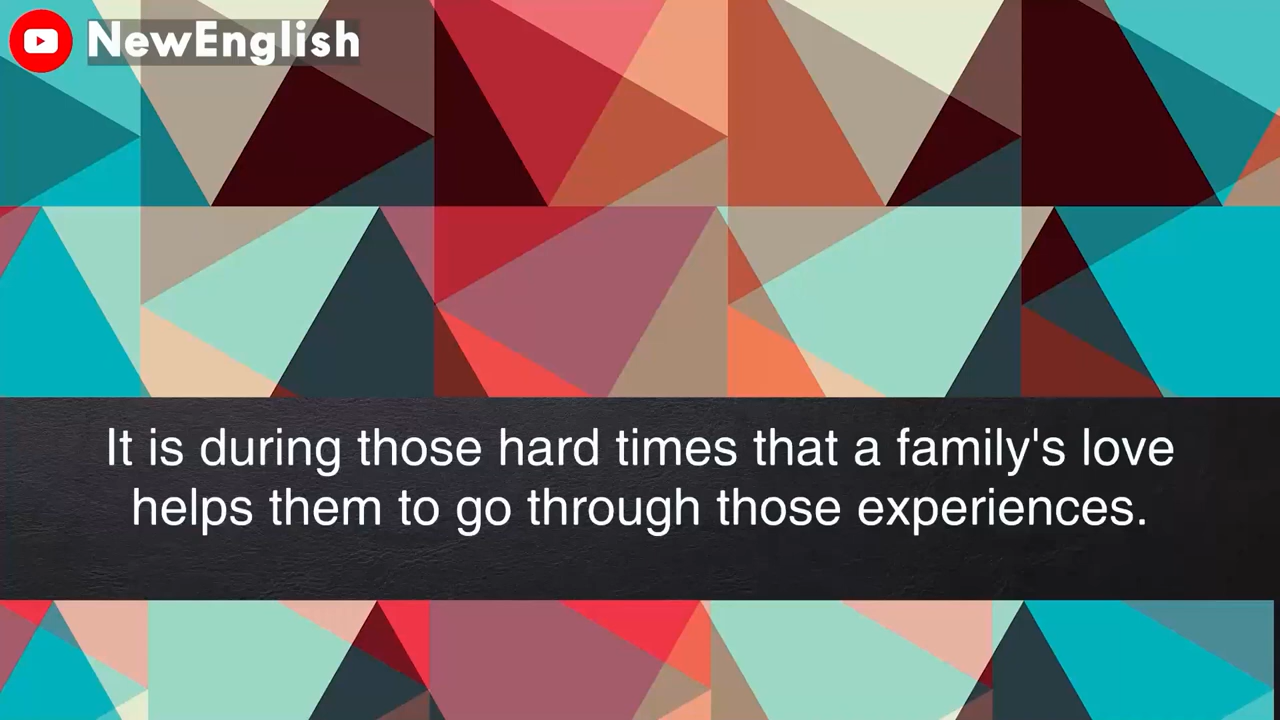 NewEnglish
It is during those hard times that a family's love
helps them to go through those experiences.